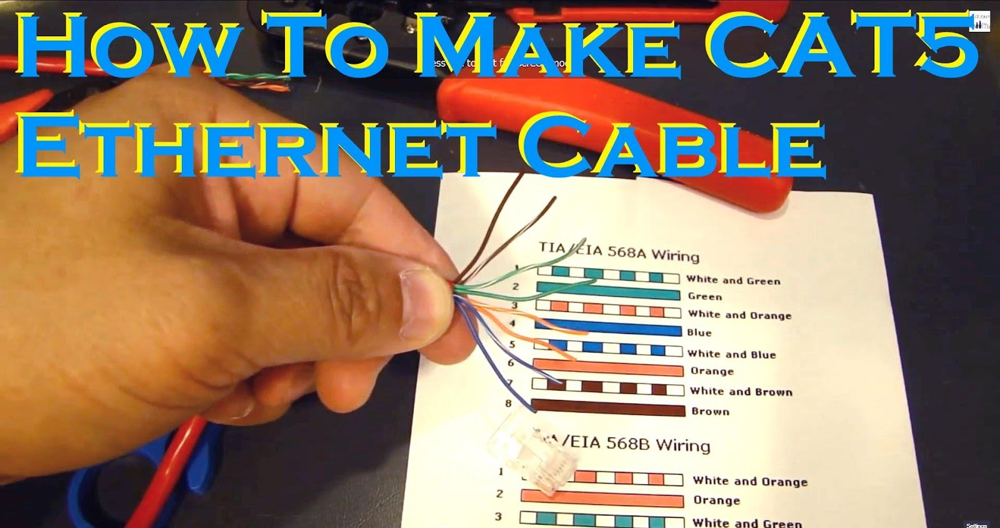 How To Make CAT5
Ethernet Cable
TIA/EIA 568A Wiring
1 White and Green
2 Green
3 White and Orange
4 Blue
5 White and Blue
6 Orange
7 White and Brown
8 Brown
/EIA 568B Wiring
1 White and Orange
2 Orange
3 White and Green
Settings